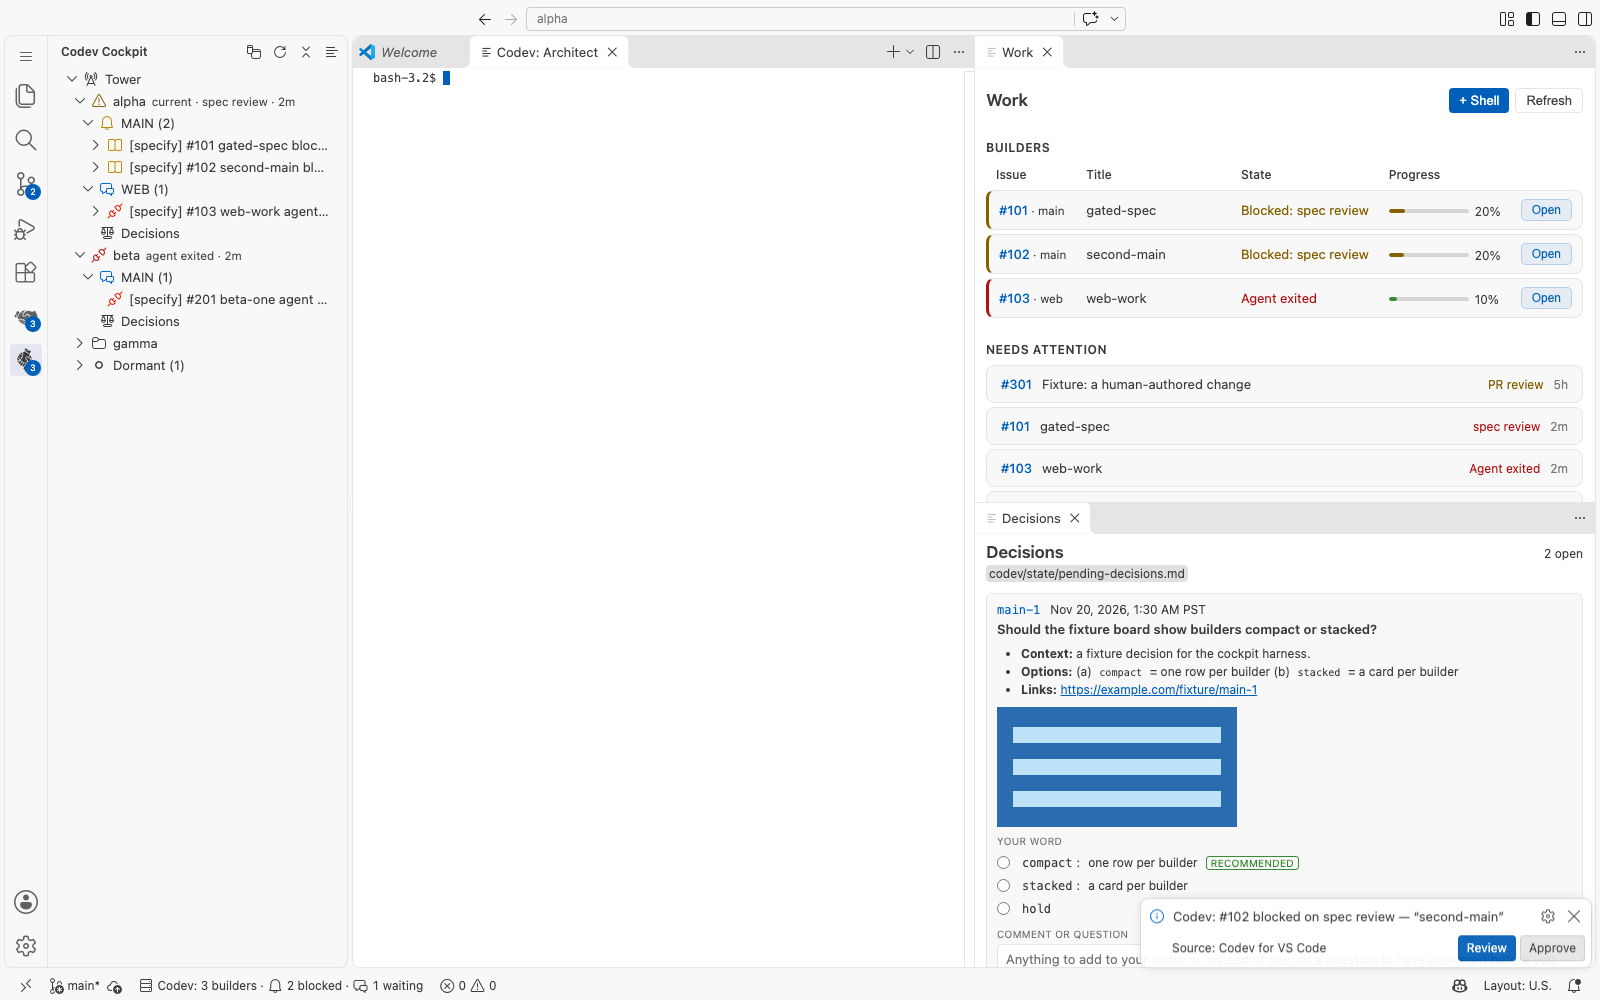 alpha
Codev Cockpit
Tower
alpha current · spec review · 2m
MAIN (2)
[specify] #101 gated-spec bloc...
[specify] #102 second-main bl...
WEB (1)
[specify] #103 web-work agent...
Decisions
beta agent exited · 2m
MAIN (1)
[specify] #201 beta-one agent ...
Decisions
gamma
Dormant (1)
2
3
3
Welcome
Codev: Architect
bash-3.2$
Work
Work
+ Shell
Refresh
BUILDERS
Issue Title State Progress
#101 · main gated-spec Blocked: spec review 20% Open
#102 · main second-main Blocked: spec review 20% Open
#103 · web web-work Agent exited 10% Open
NEEDS ATTENTION
#301 Fixture: a human-authored change PR review 5h
#101 gated-spec spec review 2m
#103 web-work Agent exited 2m
Decisions
Decisions
2 open
codev/state/pending-decisions.md
main-1 Nov 20, 2026, 1:30 AM PST
Should the fixture board show builders compact or stacked?
• Context: a fixture decision for the cockpit harness.
• Options: (a) compact = one row per builder (b) stacked = a card per builder
• Links: https://example.com/fixture/main-1
YOUR WORD
compact : one row per builder RECOMMENDED
stacked : a card per builder
hold
COMMENT OR QUESTION
Anything to add to your
Codev: #102 blocked on spec review — “second-main”
Source: Codev for VS Code
Review
Approve
main*
Codev: 3 builders · 2 blocked · 1 waiting
0 0
Layout: U.S.